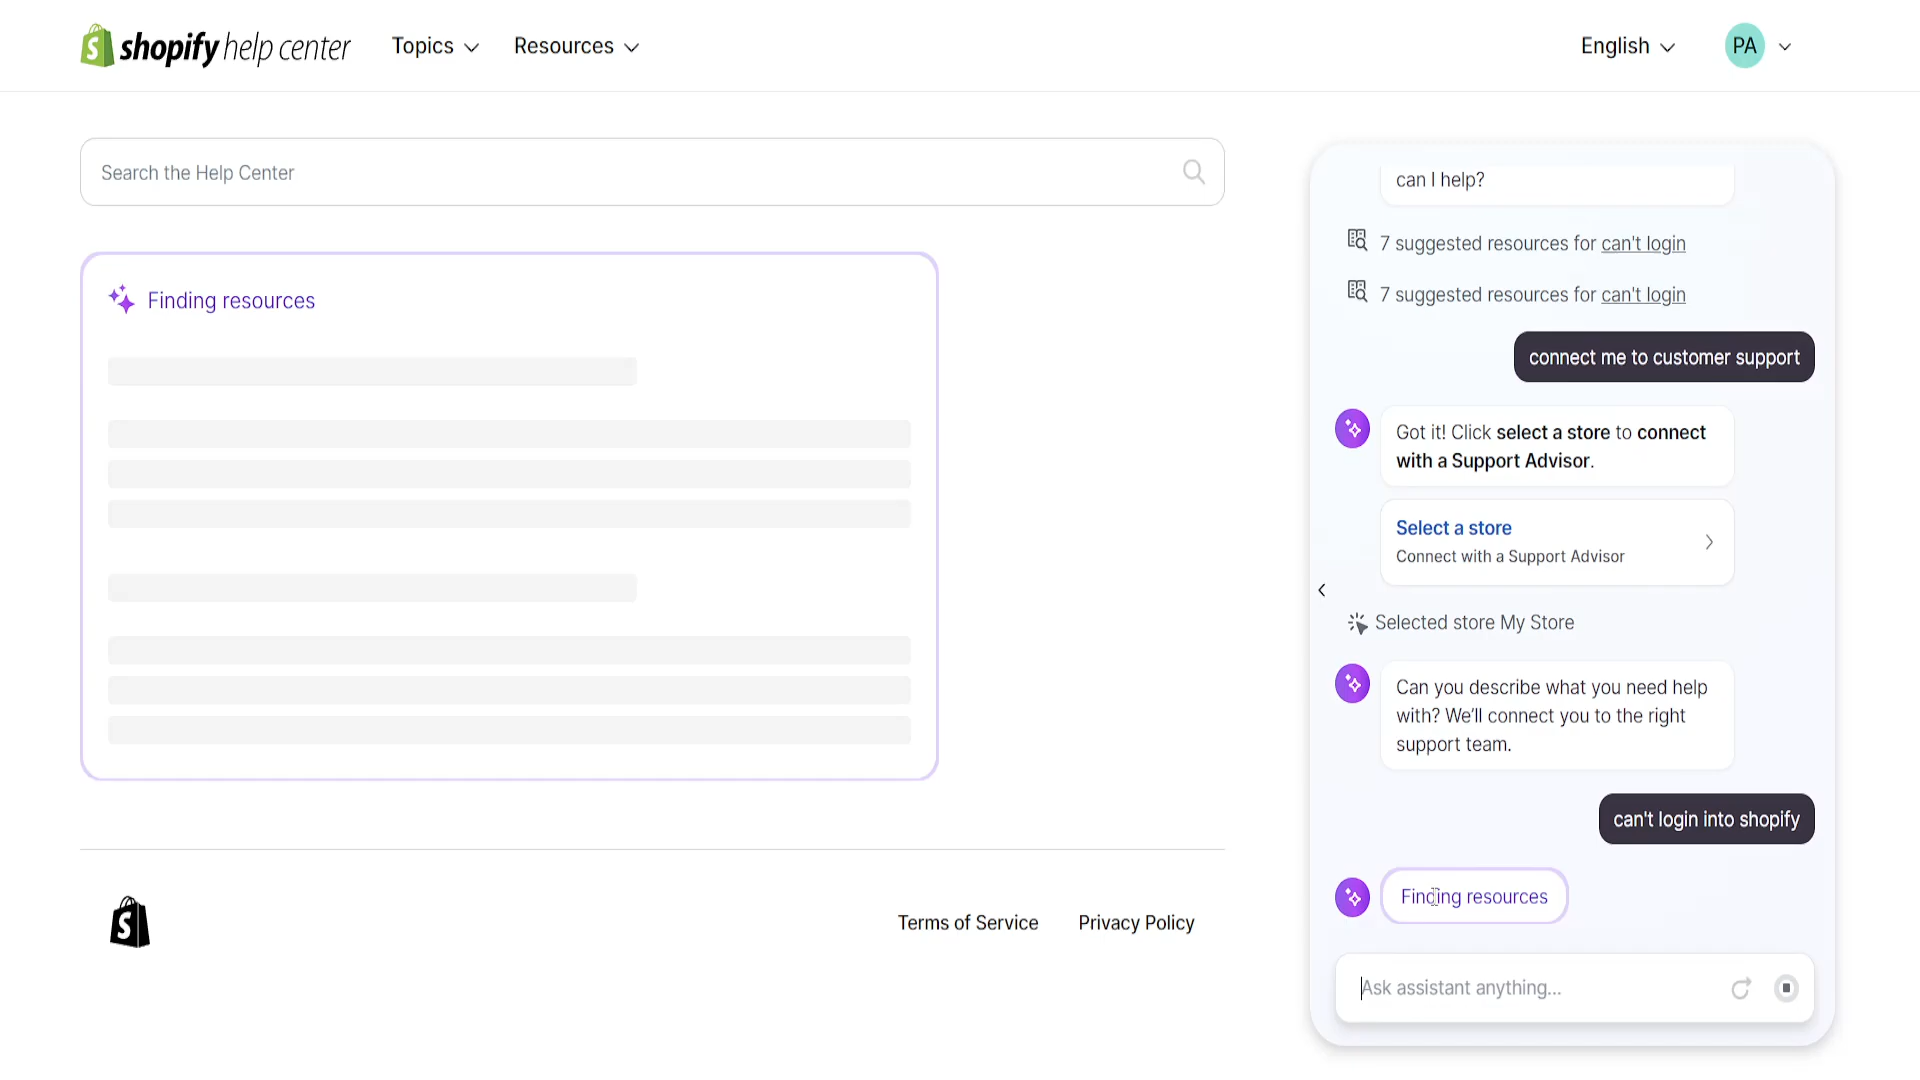 shopify help center
Topics
Resources
English
PA
Search the Help Center
Finding resources
Terms of Service
Privacy Policy
can I help?
7 suggested resources for can't login
7 suggested resources for can't login
connect me to customer support
Got it! Click select a store to connect
with a Support Advisor.
Select a store
Connect with a Support Advisor
Selected store My Store
Can you describe what you need help
with? We'll connect you to the right
support team.
can't login into shopify
Finding resources
Ask assistant anything...